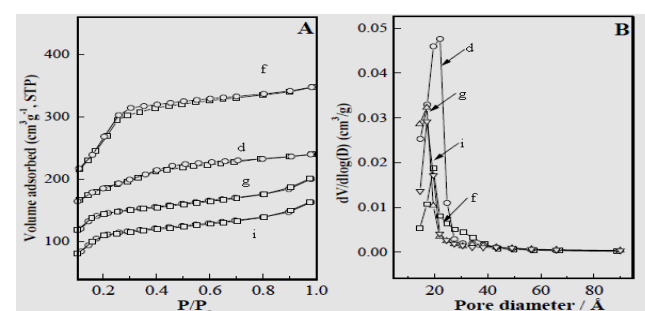 A
Volume adsorbed (cm³g⁻¹, STP)
400
300
200
100
f
d
g
i
0.2 0.4 0.6 0.8 1.0
P/P
B
dV/dlog(D) (cm³/g)
0.05
0.04
0.03
0.02
0.01
0.00
d
g
i
f
0 20 40 60 80
Pore diameter / Å